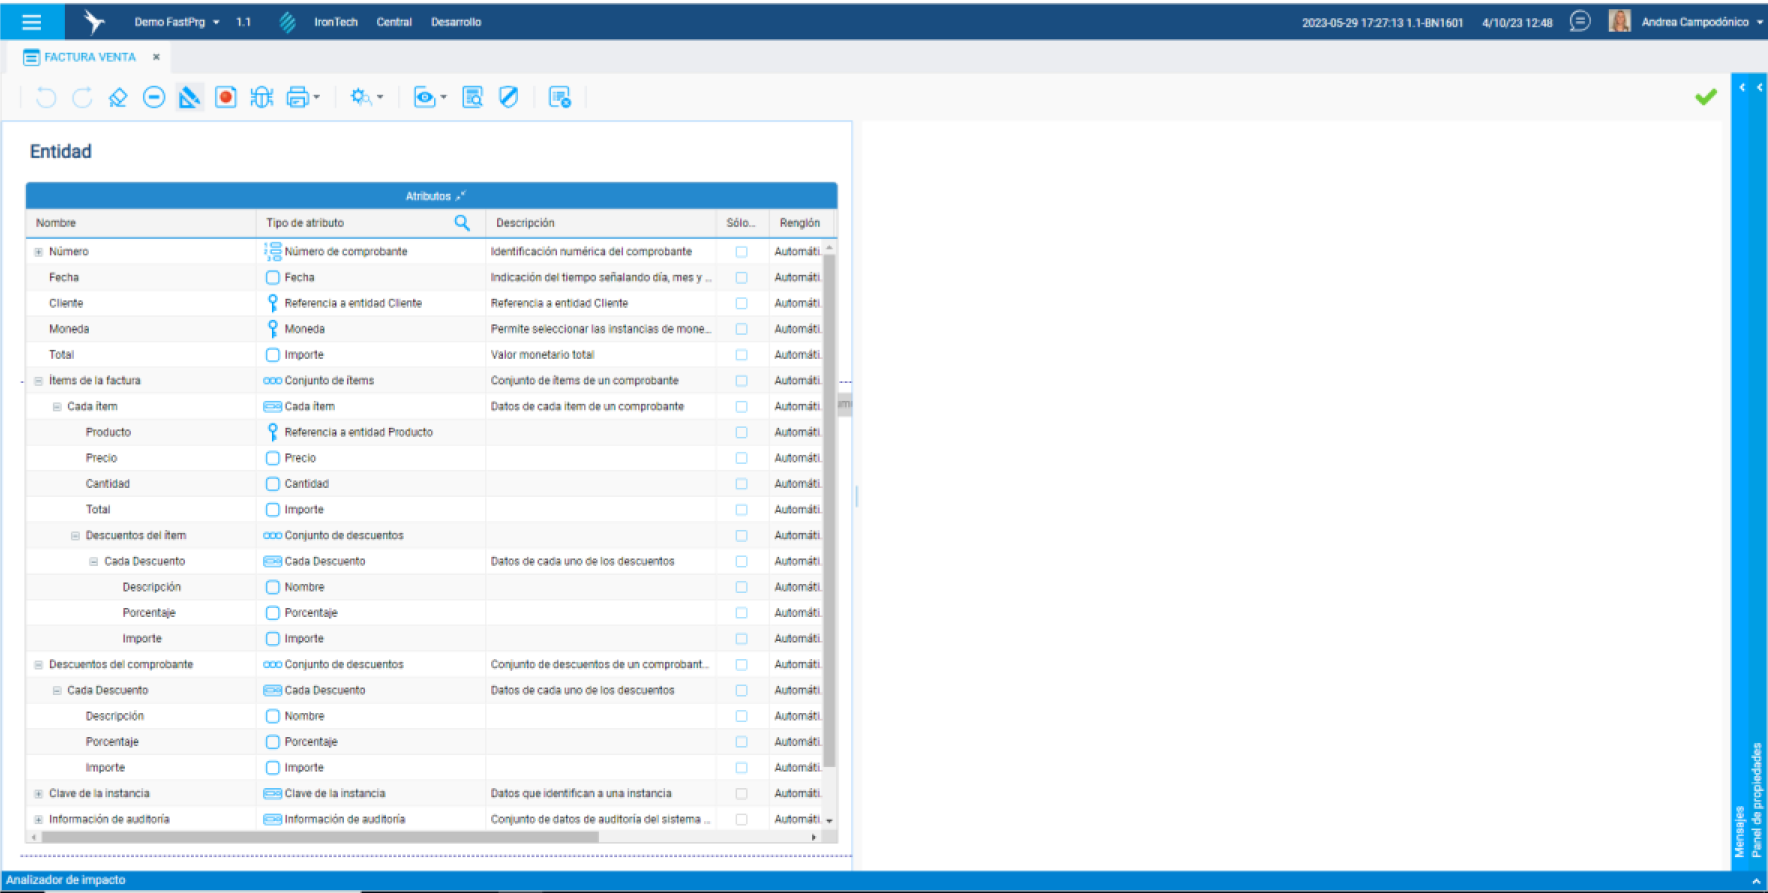 Demo FastPrg 1.1 IronTech Central Desarrollo 2023-05-29 17:27:13 1.1-BN1601 4/10/23 12:48 Andrea Campodónico
FACTURA VENTA ×
Entidad
Atributos
Nombre Tipo de atributo Descripción Sólo... Renglón
Número Número de comprobante Identificación numérica del comprobante Automáti.
Fecha Fecha Indicación del tiempo señalando día, mes y ... Automáti.
Cliente Referencia a entidad Cliente Referencia a entidad Cliente Automáti.
Moneda Moneda Permite seleccionar las instancias de mone... Automáti.
Total Importe Valor monetario total Automáti.
Ítems de la factura Conjunto de ítems Conjunto de ítems de un comprobante Automáti.
Cada ítem Cada ítem Datos de cada item de un comprobante Automáti.
Producto Referencia a entidad Producto Automáti.
Precio Precio Automáti.
Cantidad Cantidad Automáti.
Total Importe Automáti.
Descuentos del ítem Conjunto de descuentos Automáti.
Cada Descuento Cada Descuento Datos de cada uno de los descuentos Automáti.
Descripción Nombre Automáti.
Porcentaje Porcentaje Automáti.
Importe Importe Automáti.
Descuentos del comprobante Conjunto de descuentos Conjunto de descuentos de un comprobant... Automáti.
Cada Descuento Cada Descuento Datos de cada uno de los descuentos Automáti.
Descripción Nombre Automáti.
Porcentaje Porcentaje Automáti.
Importe Importe Automáti.
Clave de la instancia Clave de la instancia Datos que identifican a una instancia Automáti.
Información de auditoría Información de auditoría Conjunto de datos de auditoría del sistema ... Automáti.
Mensajes
Panel de propiedades
Analizador de impacto